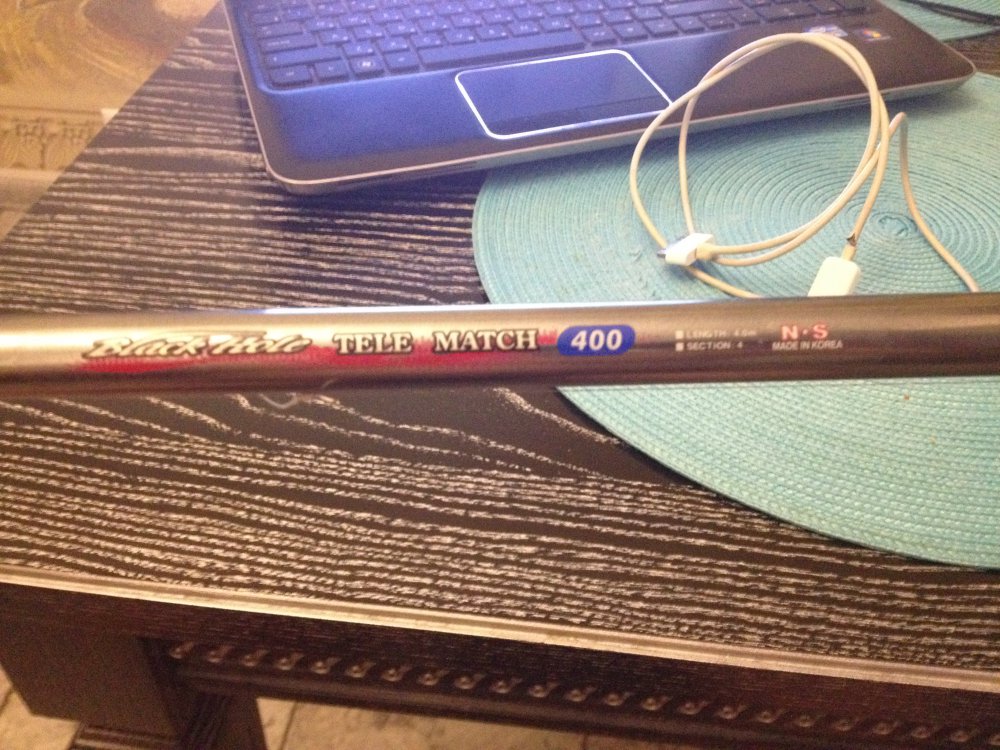 Black Hole TELE MATCH 400
LENGTH: 4.0m
SECTION: 4
N·S
MADE IN KOREA